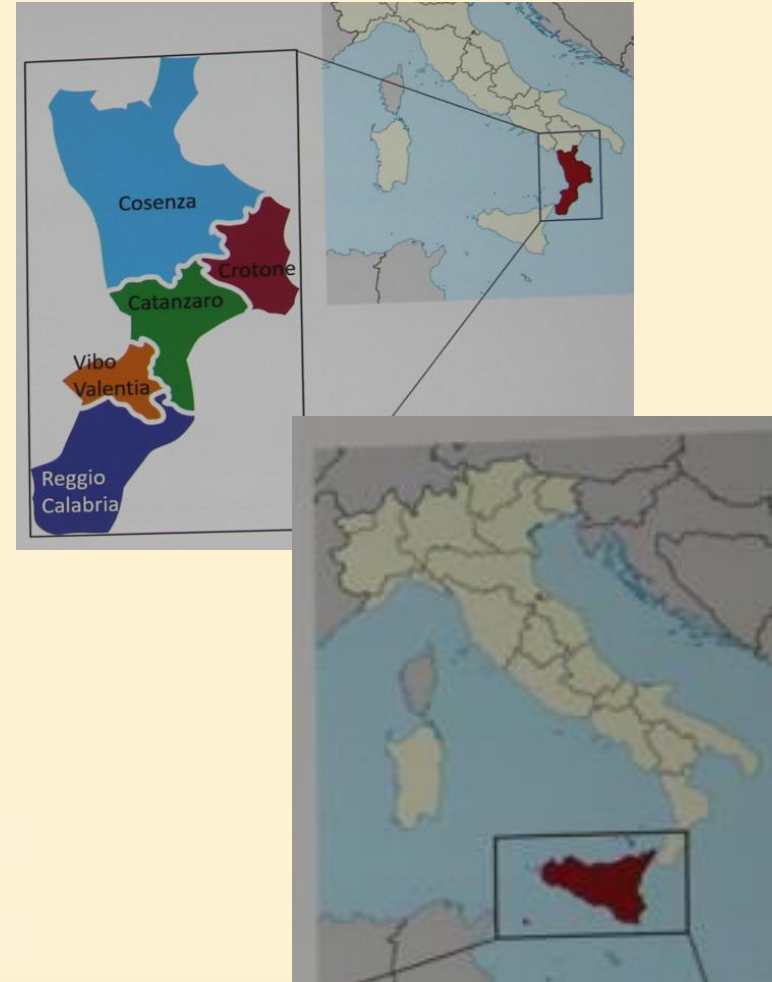 Cosenza
Crotone
Catanzaro
Vibo
Valentia
Reggio
Calabria